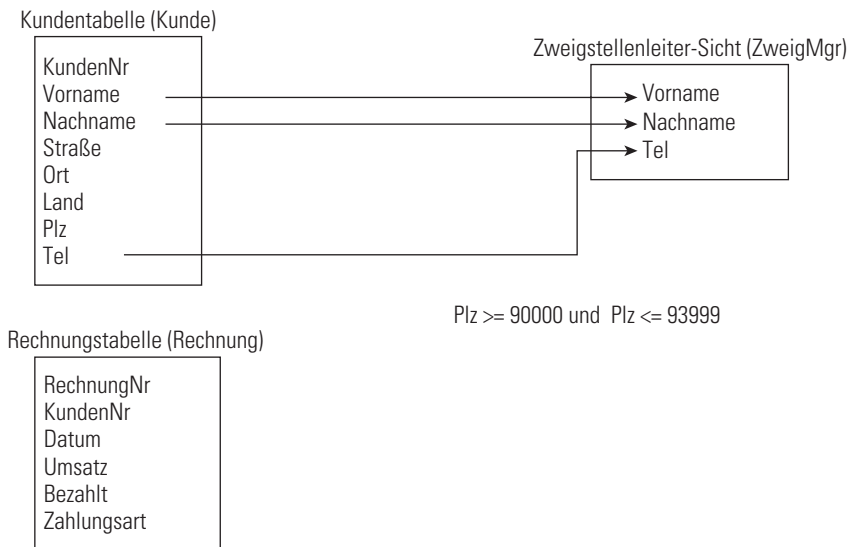 Kundentabelle (Kunde)
KundenNr
Vorname
Nachname
Straße
Ort
Land
Plz
Tel
Zweigstellenleiter-Sicht (ZweigMgr)
Vorname
Nachname
Tel
Plz >= 90000 und Plz <= 93999
Rechnungstabelle (Rechnung)
RechnungNr
KundenNr
Datum
Umsatz
Bezahlt
Zahlungsart